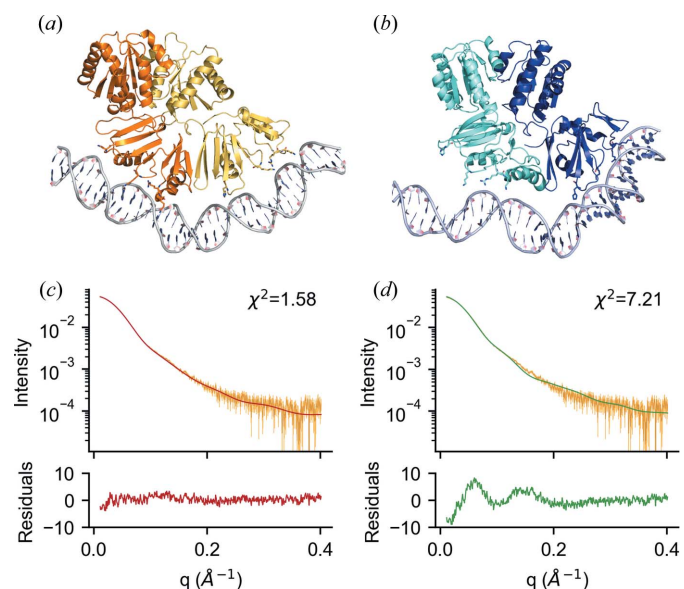 (a)
(b)
(c)
(d)
χ²=1.58
χ²=7.21
Intensity
10⁻²
10⁻³
10⁻⁴
Intensity
10⁻²
10⁻³
10⁻⁴
Residuals
10
0
−10
Residuals
10
0
−10
0.0
0.2
0.4
0.0
0.2
0.4
q (Å⁻¹)
q (Å⁻¹)